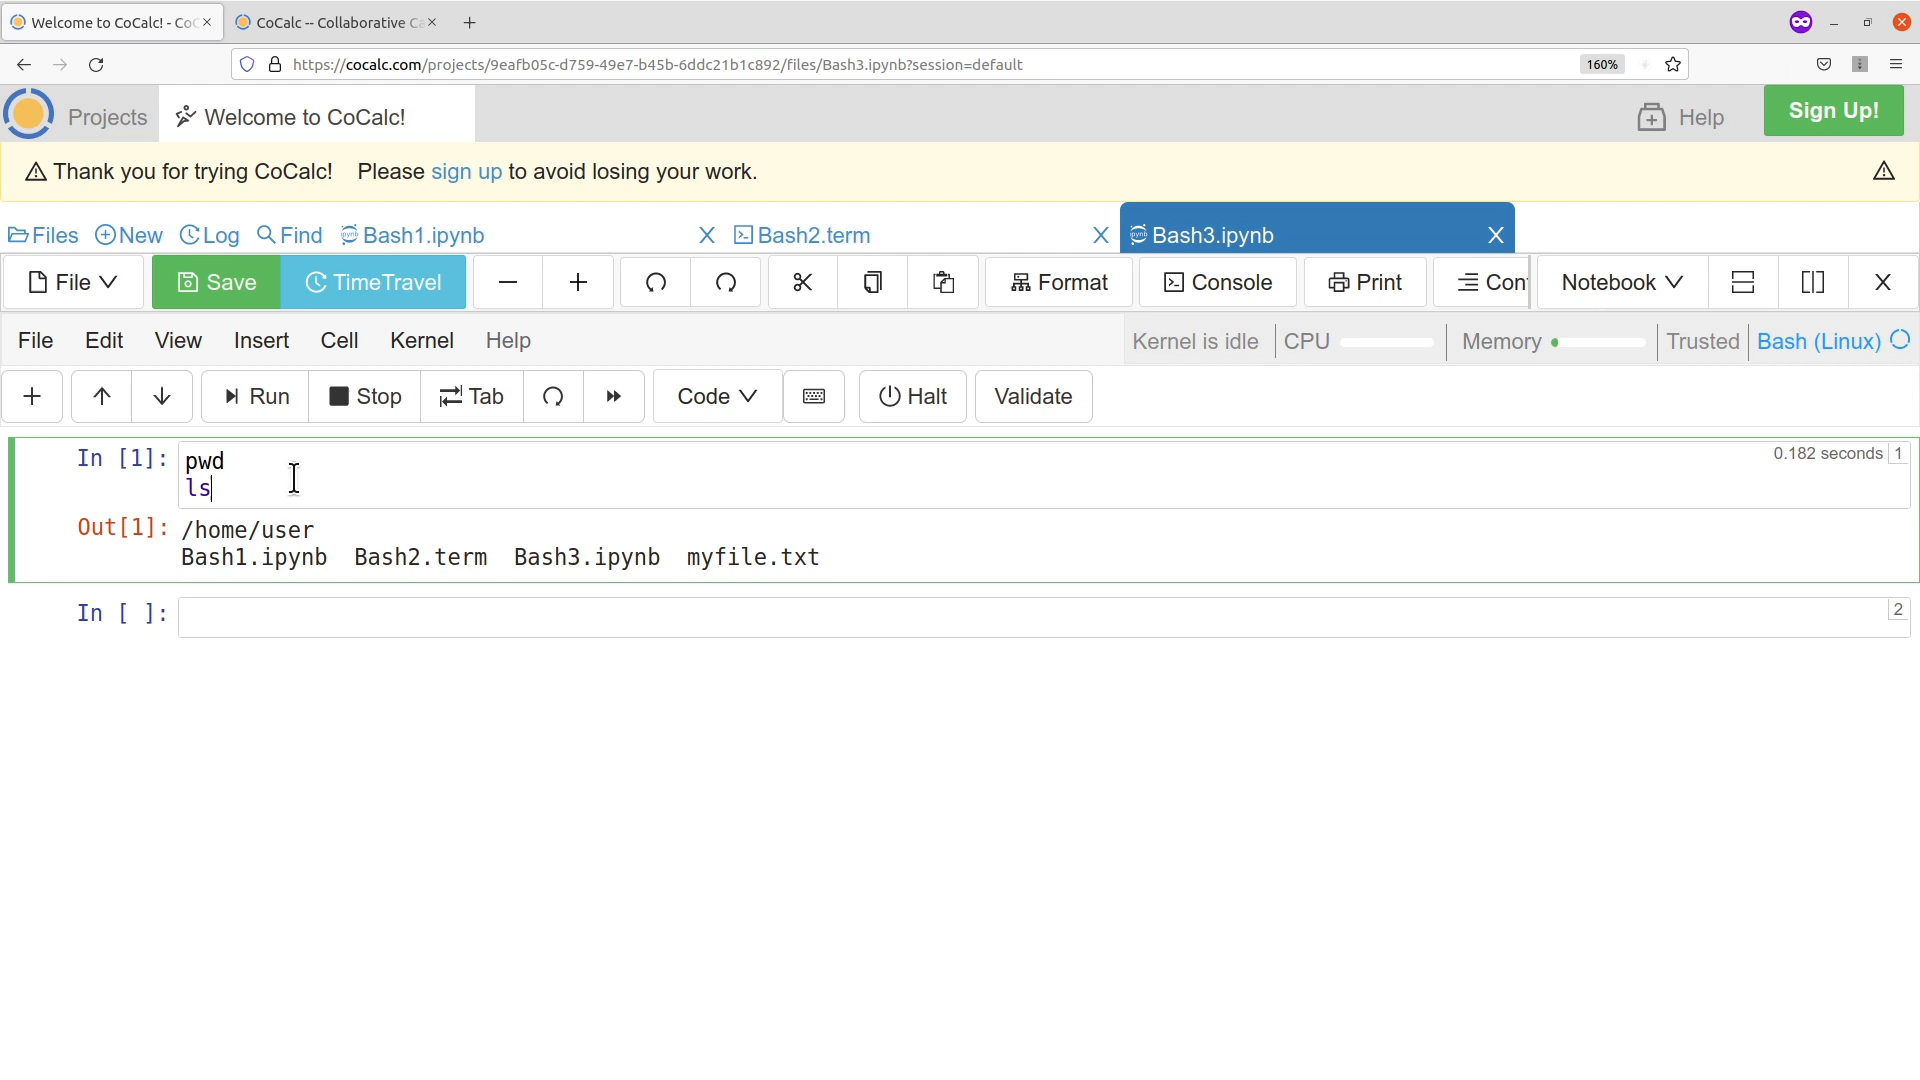 Welcome to CoCalc! - CoC
CoCalc -- Collaborative Ca
https://cocalc.com/projects/9eafb05c-d759-49e7-b45b-6ddc21b1c892/files/Bash3.ipynb?session=default
160%
Projects
Welcome to CoCalc!
Help
Sign Up!
Thank you for trying CoCalc! Please sign up to avoid losing your work.
Files New Log Find Bash1.ipynb X Bash2.term X Bash3.ipynb X
File Save TimeTravel Format Console Print Con Notebook
File Edit View Insert Cell Kernel Help Kernel is idle CPU Memory Trusted Bash (Linux)
Run Stop Tab Code Halt Validate
In [1]: pwd 0.182 seconds 1
ls
Out[1]: /home/user
Bash1.ipynb Bash2.term Bash3.ipynb myfile.txt
In [ ]: 2